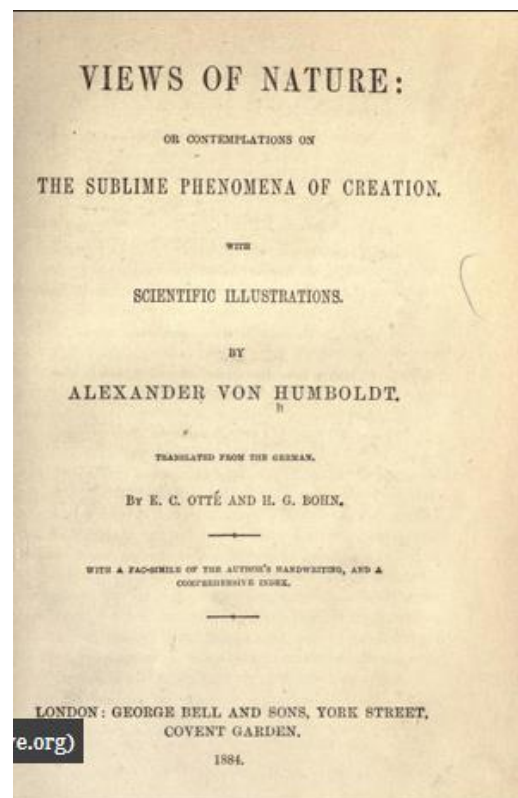 VIEWS OF NATURE:
OR CONTEMPLATIONS ON
THE SUBLIME PHENOMENA OF CREATION.
WITH
SCIENTIFIC ILLUSTRATIONS.
BY
ALEXANDER VON HUMBOLDT.
h
TRANSLATED FROM THE GERMAN.
BY E. C. OTTÉ AND H. G. BOHN.
WITH A FAC-SIMILE OF THE AUTHOR'S HANDWRITING, AND A
COMPREHENSIVE INDEX.
LONDON: GEORGE BELL AND SONS, YORK STREET,
COVENT GARDEN.
e.org)
1884.